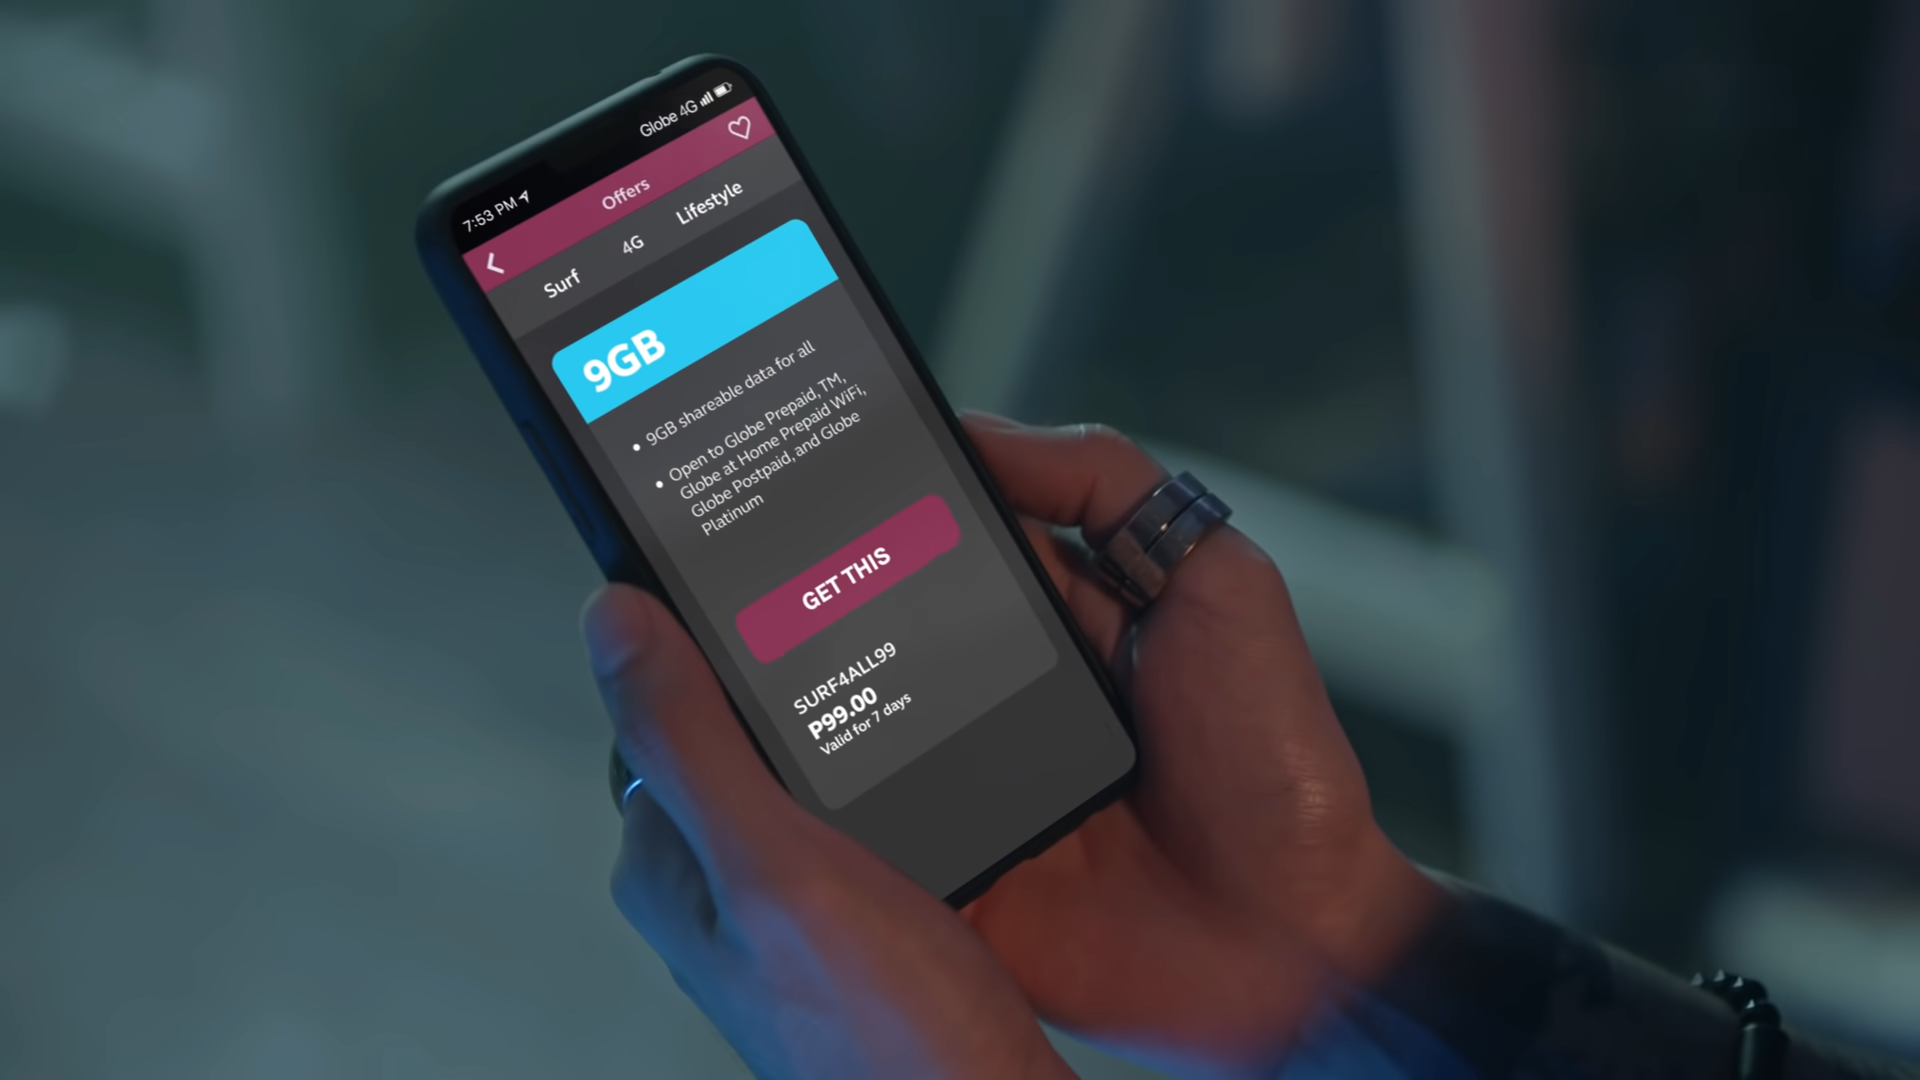 7:53 PM
Globe 4G
Offers
Surf
4G
Lifestyle
9GB
• 9GB shareable data for all
• Open to Globe Prepaid, TM,
Globe at Home Prepaid WiFi,
Globe Postpaid, and Globe
Platinum
GET THIS
SURF4ALL99
P99.00
Valid for 7 days